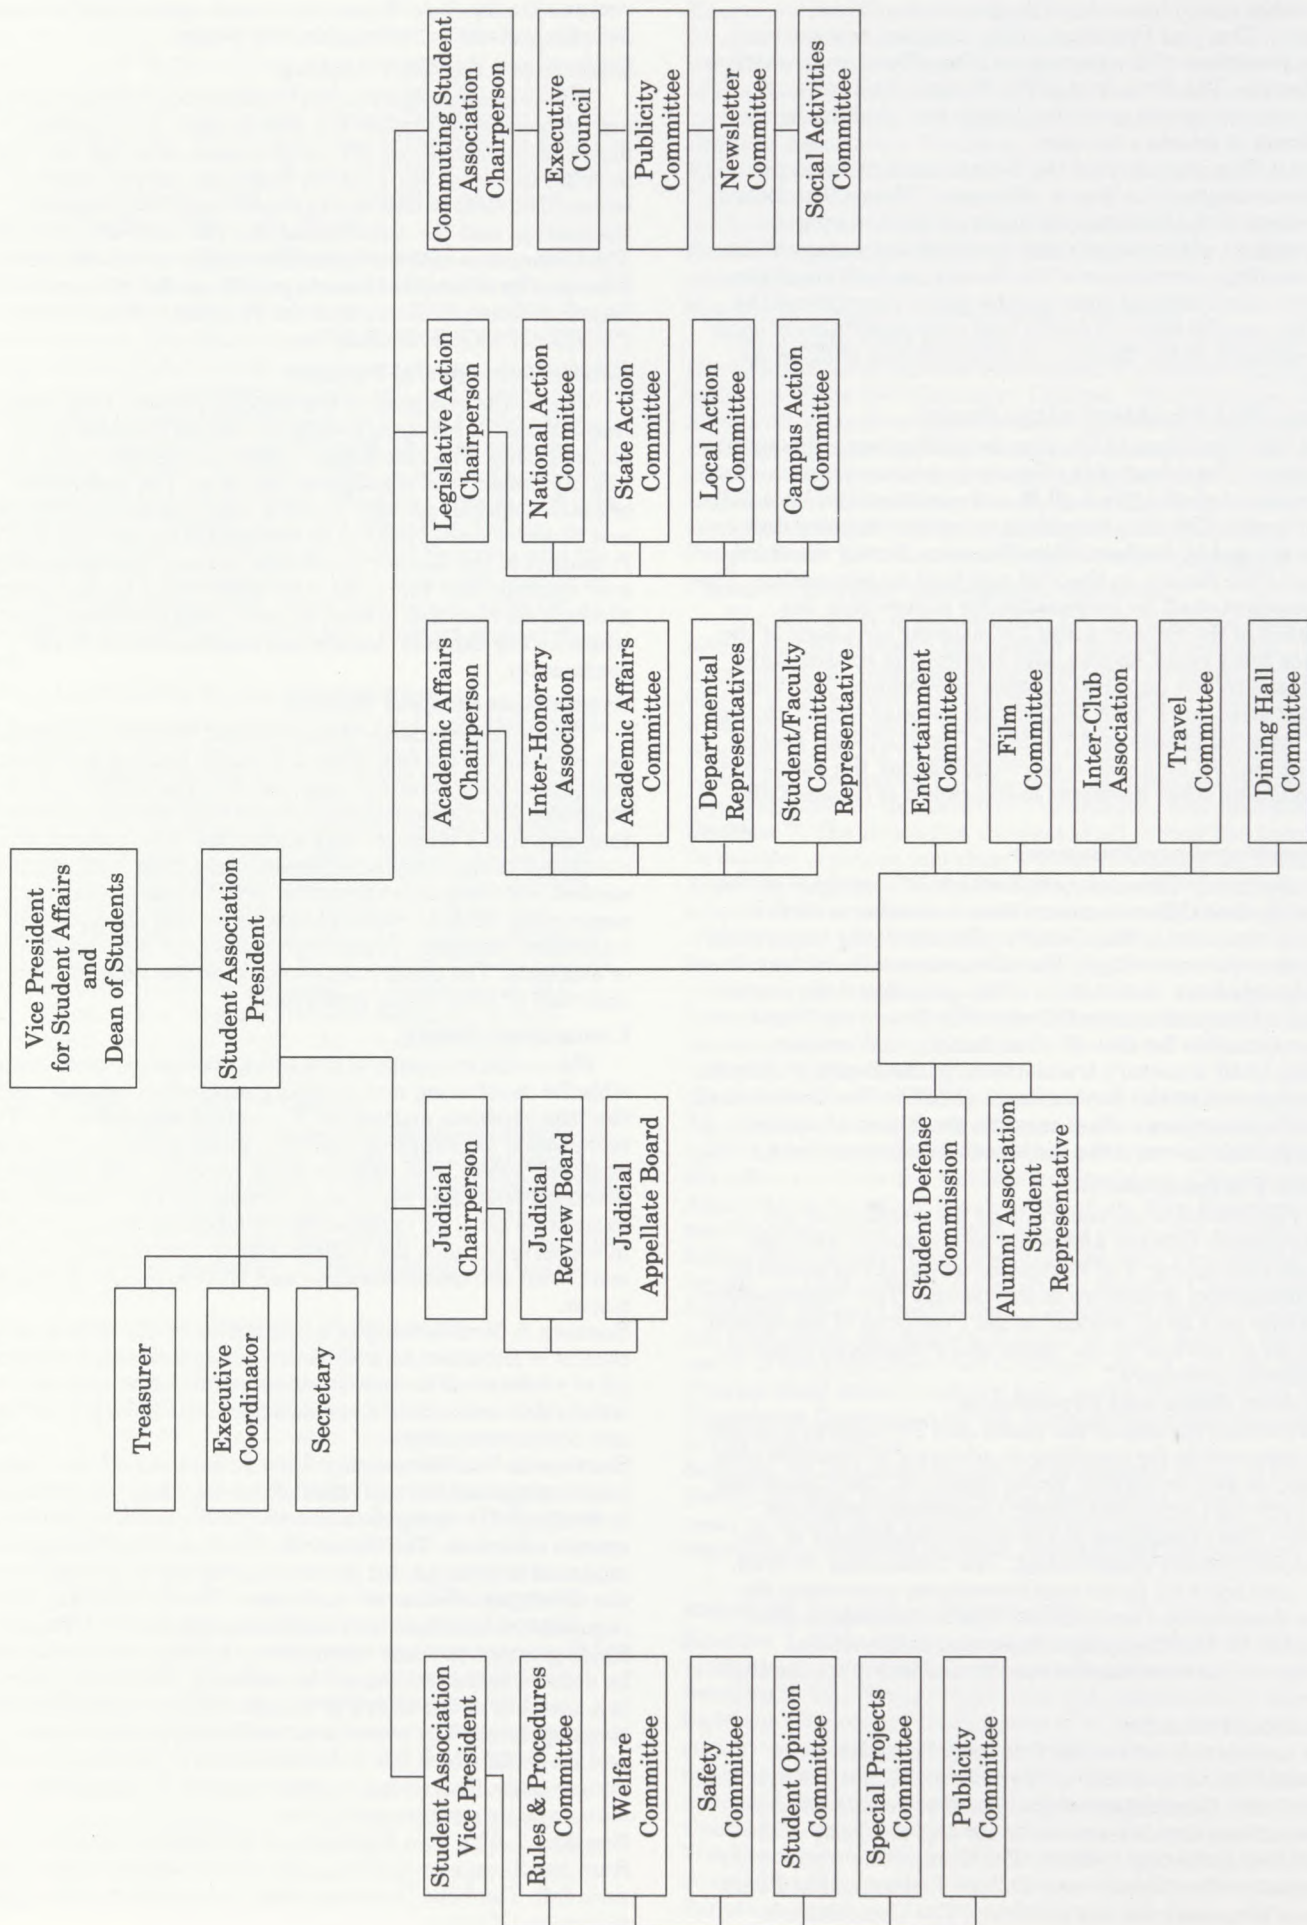 Vice President
for Student Affairs
and
Dean of Students
Student Association
President
Treasurer
Executive
Coordinator
Secretary
Student Association
Vice President
Rules & Procedures
Committee
Welfare
Committee
Safety
Committee
Student Opinion
Committee
Special Projects
Committee
Publicity
Committee
Judicial
Chairperson
Judicial
Review Board
Judicial
Appellate Board
Academic Affairs
Chairperson
Inter-Honorary
Association
Academic Affairs
Committee
Departmental
Representatives
Student/Faculty
Committee
Representative
Legislative Action
Chairperson
National Action
Committee
State Action
Committee
Local Action
Committee
Campus Action
Committee
Commuting Student
Association
Chairperson
Executive
Council
Publicity
Committee
Newsletter
Committee
Social Activities
Committee
Student Defense
Commission
Alumni Association
Student
Representative
Entertainment
Committee
Film
Committee
Inter-Club
Association
Travel
Committee
Dining Hall
Committee